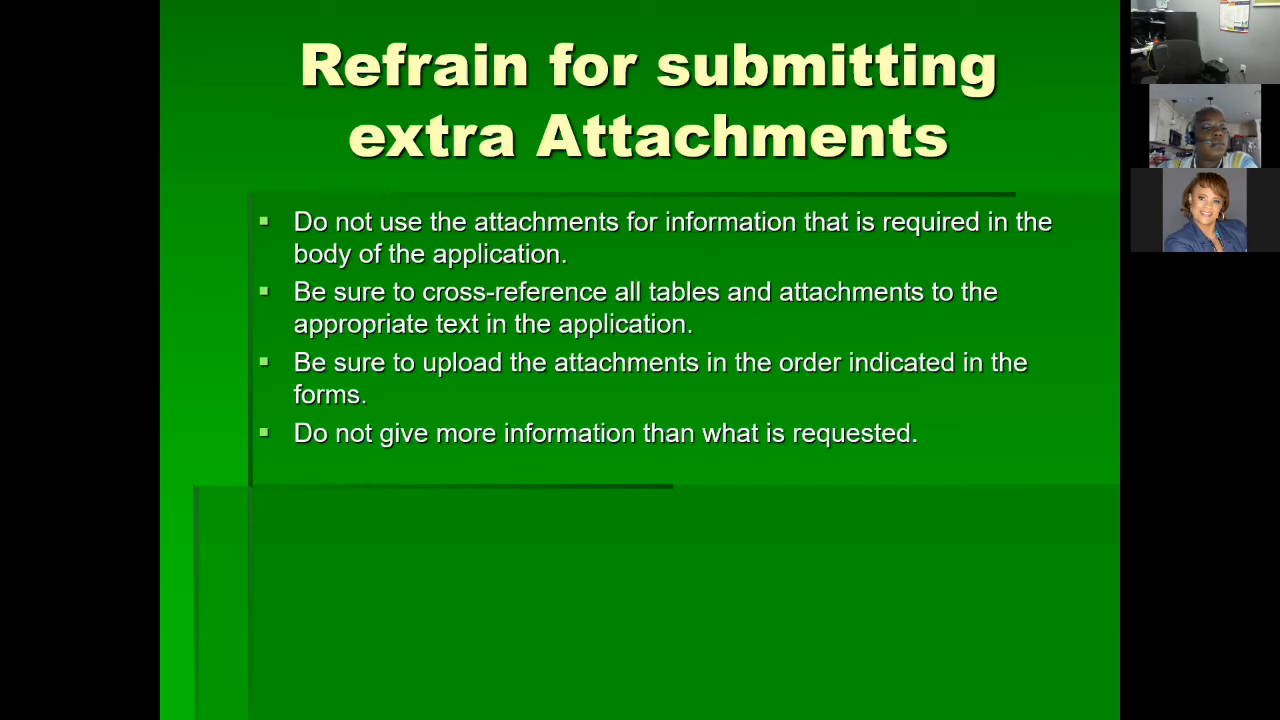 Refrain for submitting
extra Attachments
▪ Do not use the attachments for information that is required in the
body of the application.
▪ Be sure to cross-reference all tables and attachments to the
appropriate text in the application.
▪ Be sure to upload the attachments in the order indicated in the
forms.
▪ Do not give more information than what is requested.